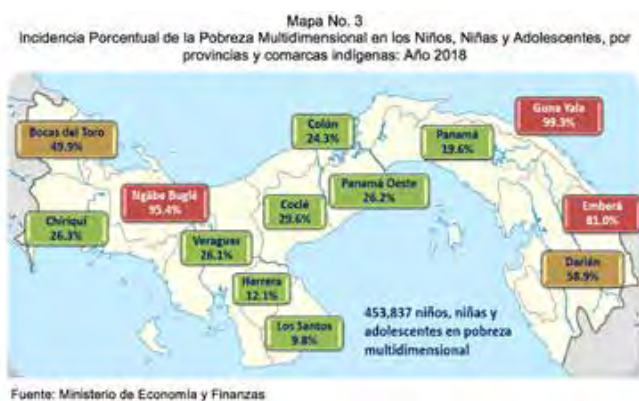 Mapa No. 3
Incidencia Porcentual de la Pobreza Multidimensional en los Niños, Niñas y Adolescentes, por
provincias y comarcas indígenas: Año 2018
Bocas del Toro
49.9%
Colón
24.3%
Panamá
19.6%
Guna Yala
99.3%
Ngäbe Buglé
95.4%
Chiriquí
26.3%
Coclé
29.6%
Panamá Oeste
26.2%
Emberá
81.0%
Veraguas
26.1%
Darién
58.9%
Herrera
12.1%
Los Santos
9.8%
453,837 niños, niñas y
adolescentes en pobreza
multidimensional
Fuente: Ministerio de Economía y Finanzas